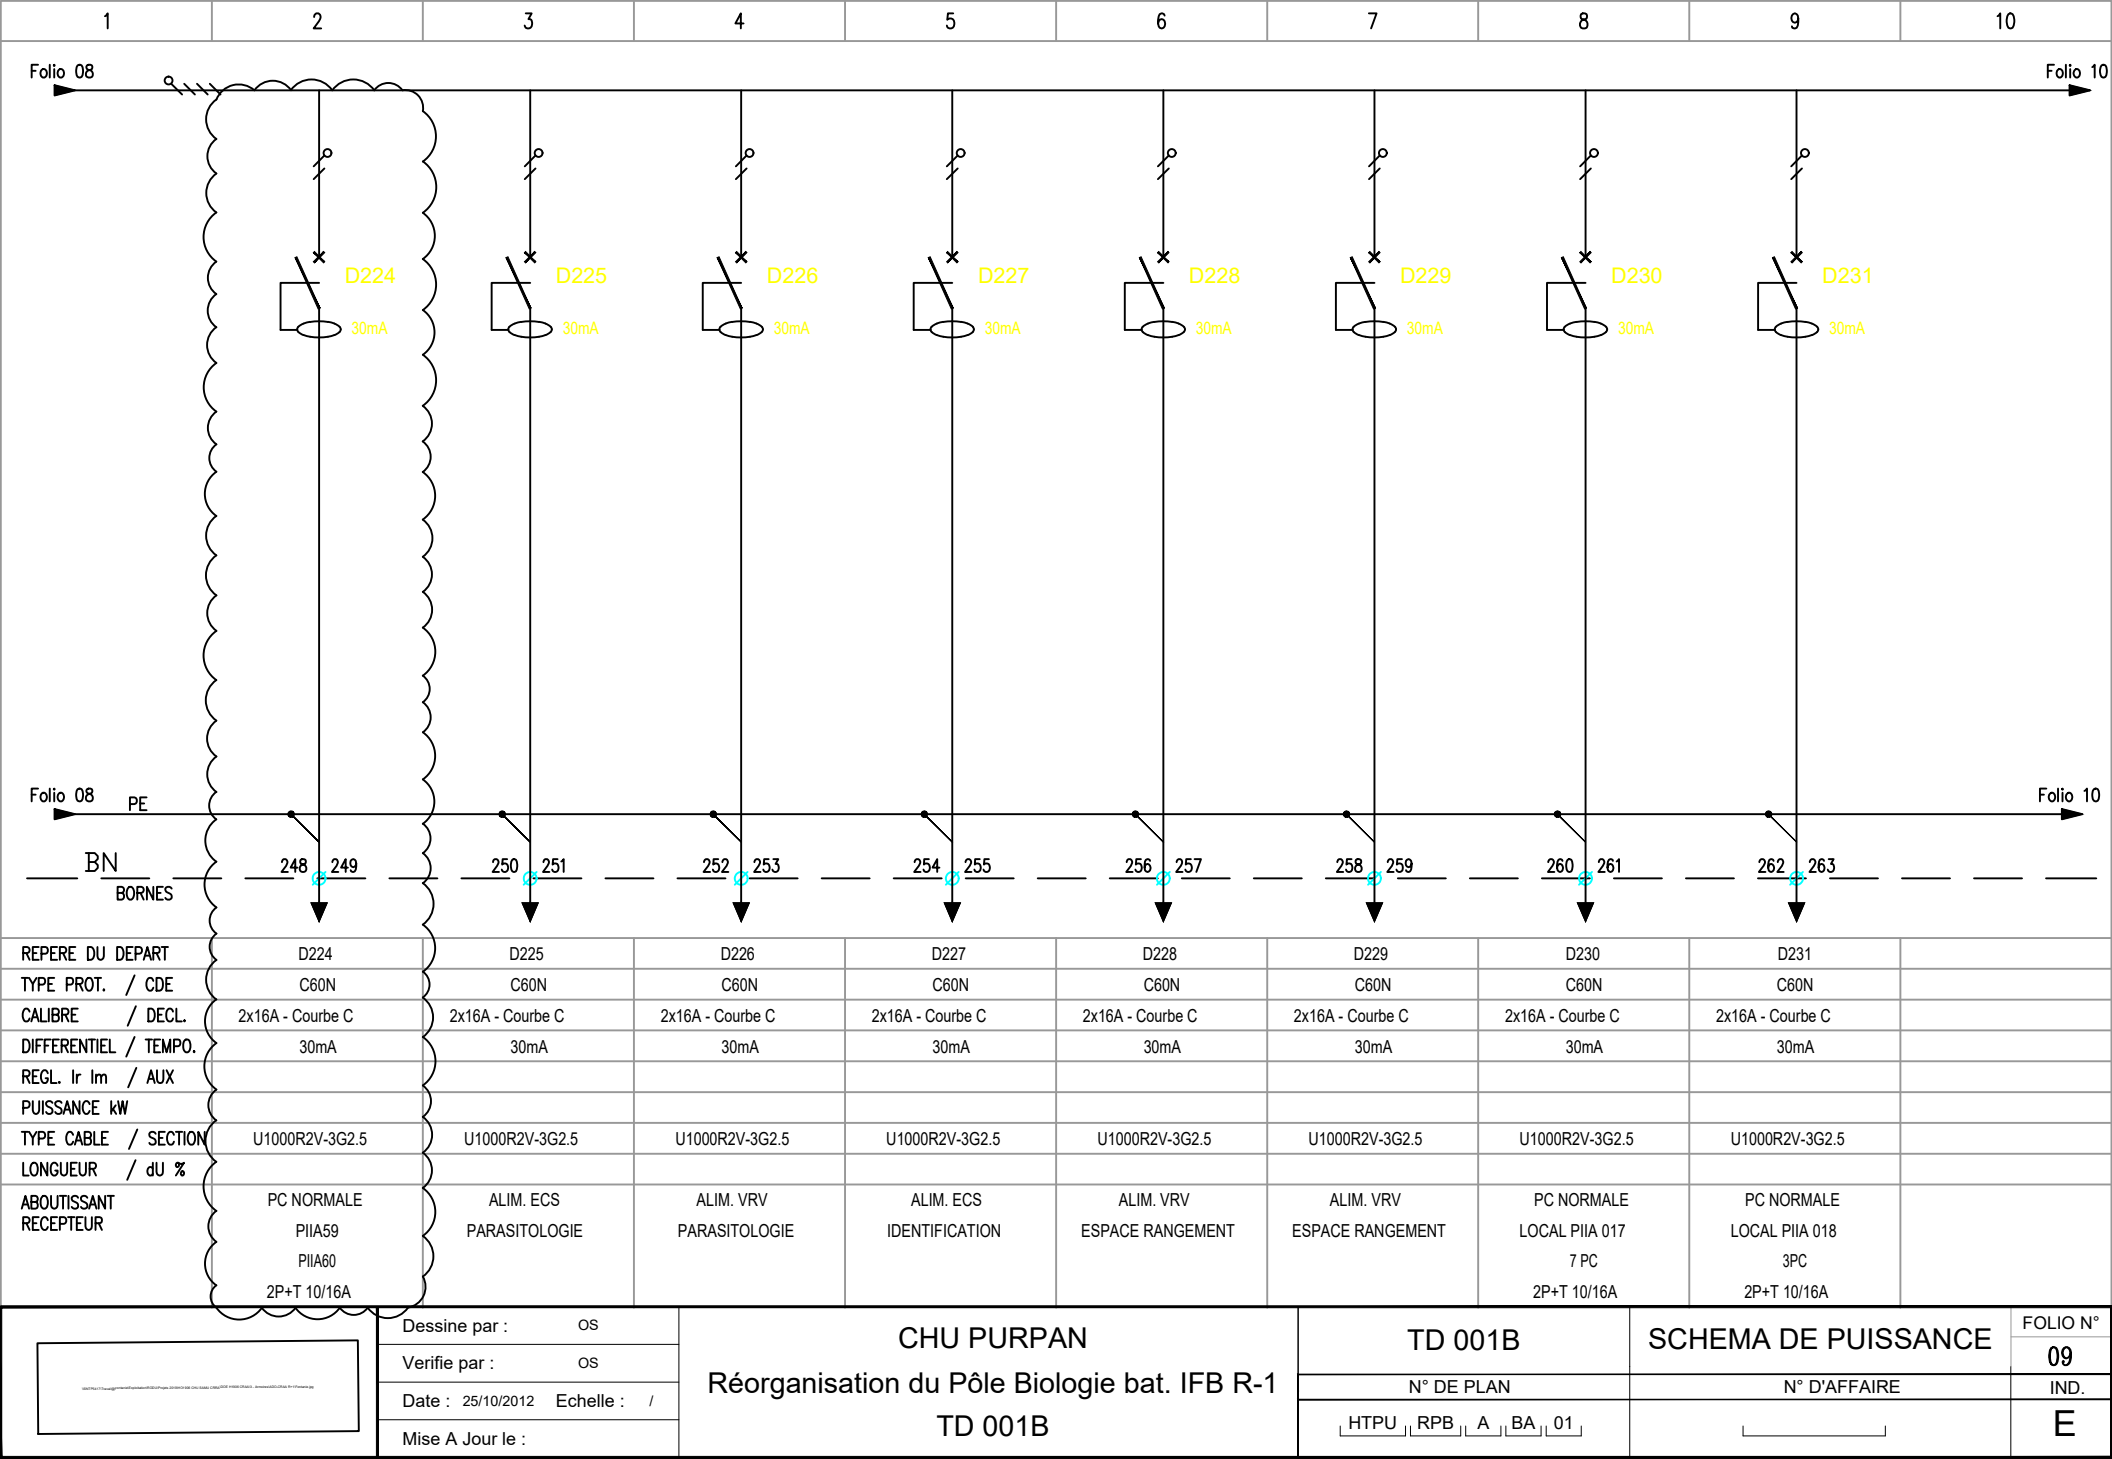 1 2 3 4 5 6 7 8 9 10
Folio 08 Folio 10
D224 D225 D226 D227 D228 D229 D230 D231
30mA 30mA 30mA 30mA 30mA 30mA 30mA 30mA
Folio 08 PE Folio 10
BN 248 249 250 251 252 253 254 255 256 257 258 259 260 261 262 263
BORNES
REPERE DU DEPART D224 D225 D226 D227 D228 D229 D230 D231
TYPE PROT. / CDE C60N C60N C60N C60N C60N C60N C60N C60N
CALIBRE / DECL. 2x16A - Courbe C 2x16A - Courbe C 2x16A - Courbe C 2x16A - Courbe C 2x16A - Courbe C 2x16A - Courbe C 2x16A - Courbe C 2x16A - Courbe C
DIFFERENTIEL / TEMPO. 30mA 30mA 30mA 30mA 30mA 30mA 30mA 30mA
REGL. Ir Im / AUX
PUISSANCE kW
TYPE CABLE / SECTION U1000R2V-3G2.5 U1000R2V-3G2.5 U1000R2V-3G2.5 U1000R2V-3G2.5 U1000R2V-3G2.5 U1000R2V-3G2.5 U1000R2V-3G2.5 U1000R2V-3G2.5
LONGUEUR / dU %
ABOUTISSANT PC NORMALE ALIM. ECS ALIM. VRV ALIM. ECS ALIM. VRV ALIM. VRV PC NORMALE PC NORMALE
RECEPTEUR PIIA59 PARASITOLOGIE PARASITOLOGIE IDENTIFICATION ESPACE RANGEMENT ESPACE RANGEMENT LOCAL PIIA 017 LOCAL PIIA 018
PIIA60 7 PC 3PC
2P+T 10/16A 2P+T 10/16A 2P+T 10/16A
Dessine par : OS
Verifie par : OS
Date : 25/10/2012 Echelle : /
Mise A Jour le :
CHU PURPAN
Réorganisation du Pôle Biologie bat. IFB R-1
TD 001B
TD 001B
N° DE PLAN
HTPU RPB A BA 01
SCHEMA DE PUISSANCE
N° D'AFFAIRE
FOLIO N°
09
IND.
E